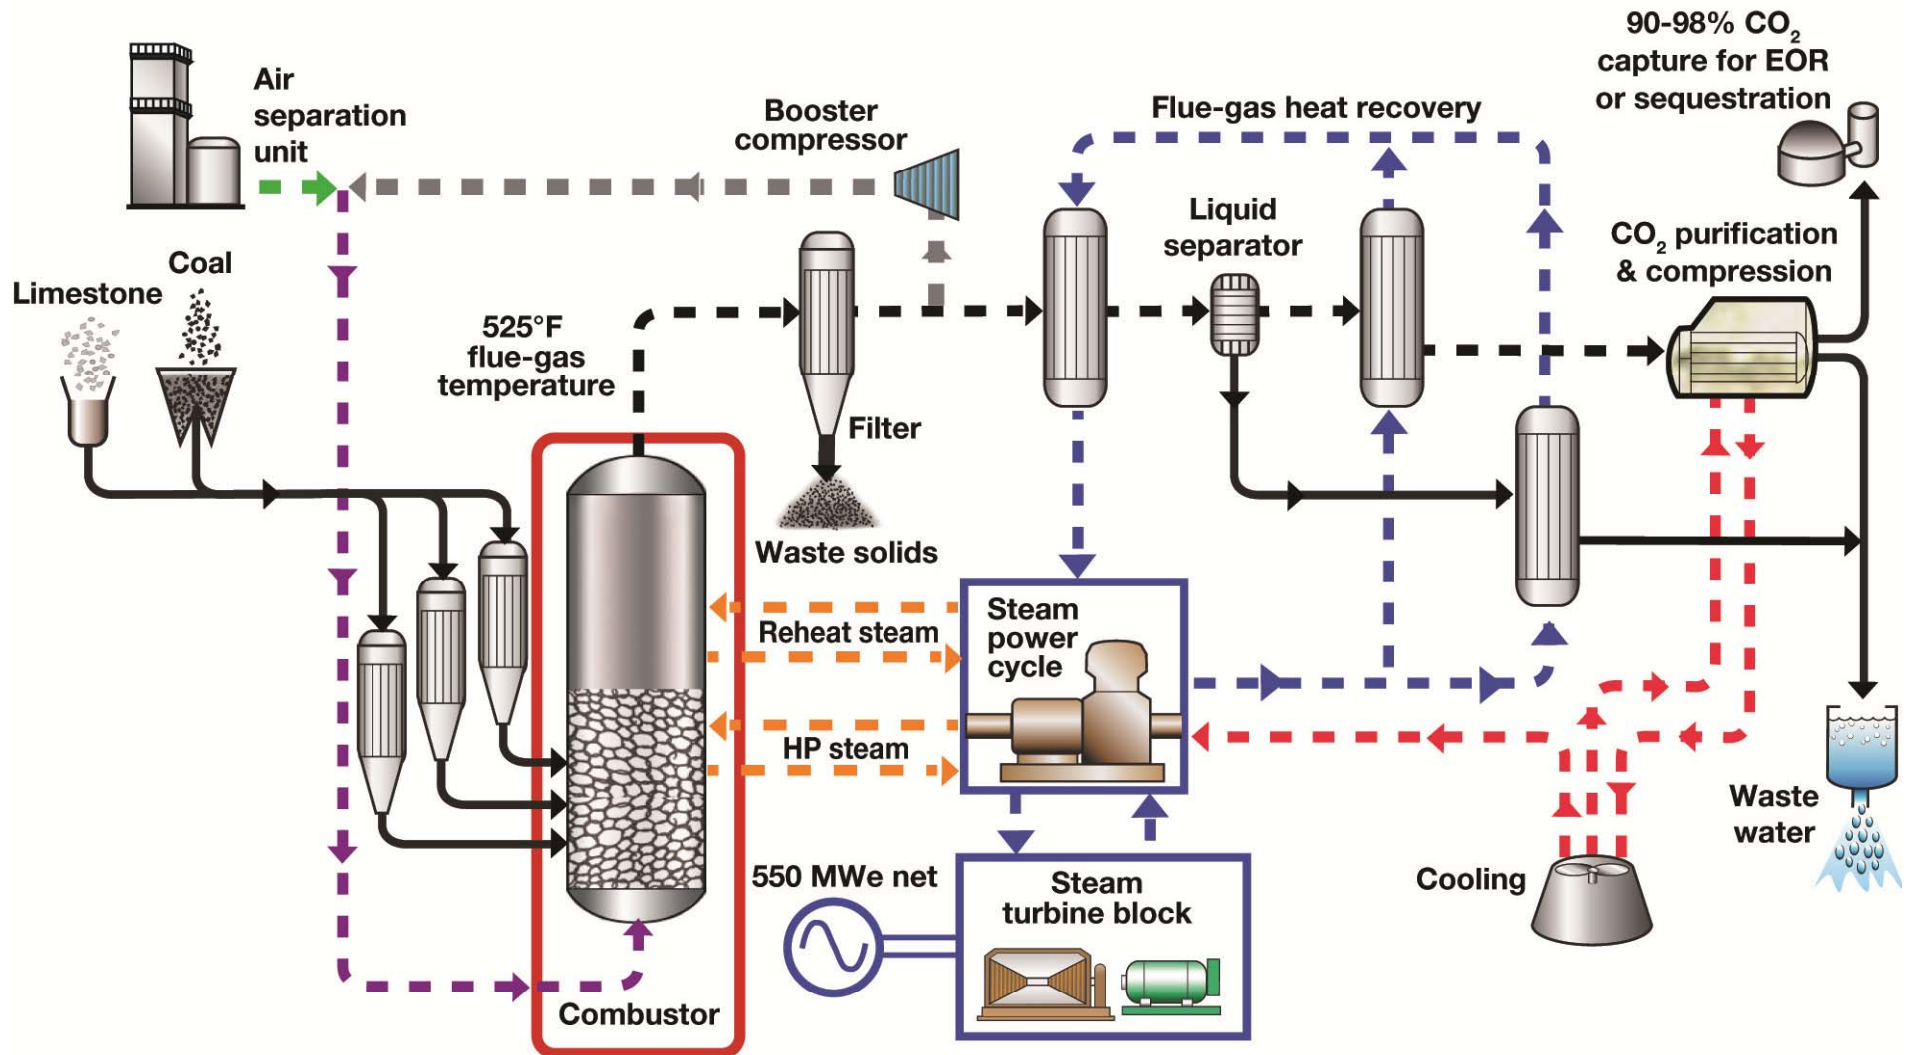 90-98% CO₂
capture for EOR
or sequestration
Air
separation
unit
Booster
compressor
Flue-gas heat recovery
Liquid
separator
CO₂ purification
& compression
Coal
Limestone
525°F
flue-gas
temperature
Filter
Waste solids
Steam
power
cycle
Reheat steam
HP steam
Waste
water
550 MWe net
Steam
turbine block
Cooling
Combustor